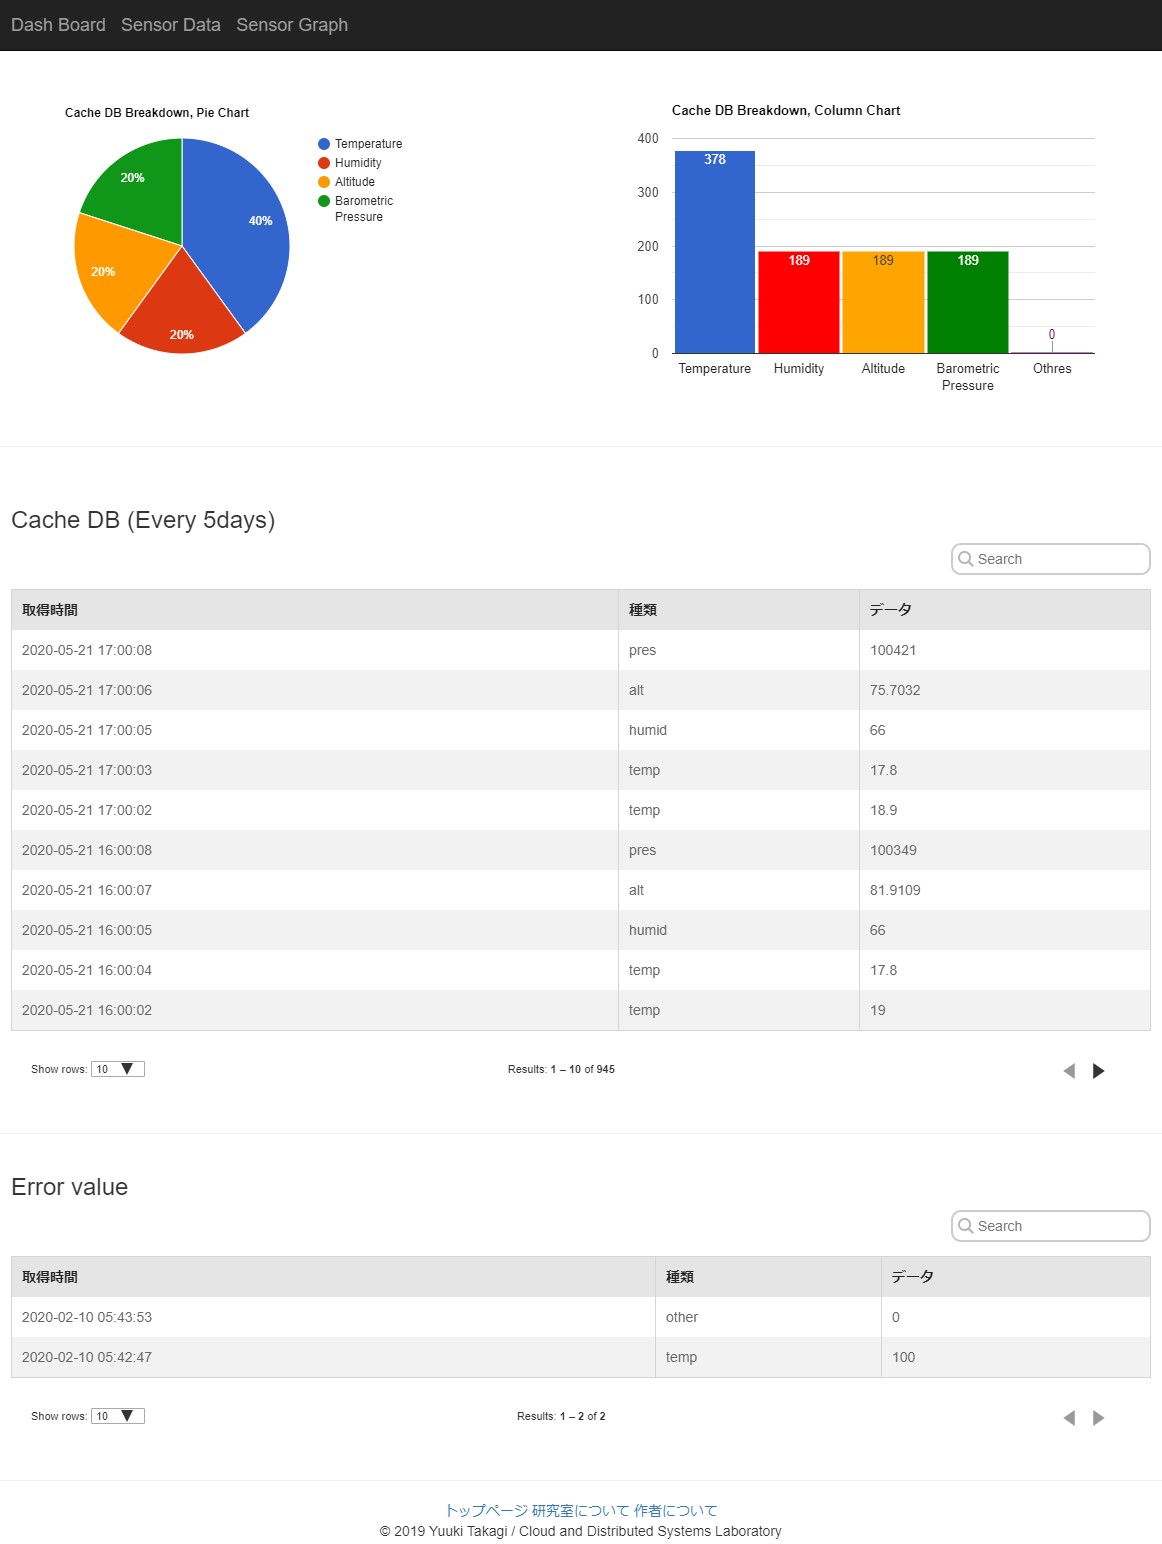 Dash Board Sensor Data Sensor Graph
Cache DB Breakdown, Pie Chart
Temperature
Humidity
Altitude
Barometric
Pressure
40%
20%
20%
20%
Cache DB Breakdown, Column Chart
400
300
200
100
0
378
189
189
189
0
Temperature
Humidity
Altitude
Barometric
Pressure
Othres
Cache DB (Every 5days)
Search
取得時間 種類 データ
2020-05-21 17:00:08 pres 100421
2020-05-21 17:00:06 alt 75.7032
2020-05-21 17:00:05 humid 66
2020-05-21 17:00:03 temp 17.8
2020-05-21 17:00:02 temp 18.9
2020-05-21 16:00:08 pres 100349
2020-05-21 16:00:07 alt 81.9109
2020-05-21 16:00:05 humid 66
2020-05-21 16:00:04 temp 17.8
2020-05-21 16:00:02 temp 19
Show rows: 10 Results: 1 – 10 of 945
Error value
Search
取得時間 種類 データ
2020-02-10 05:43:53 other 0
2020-02-10 05:42:47 temp 100
Show rows: 10 Results: 1 – 2 of 2
トップページ 研究室について 作者について
© 2019 Yuuki Takagi / Cloud and Distributed Systems Laboratory